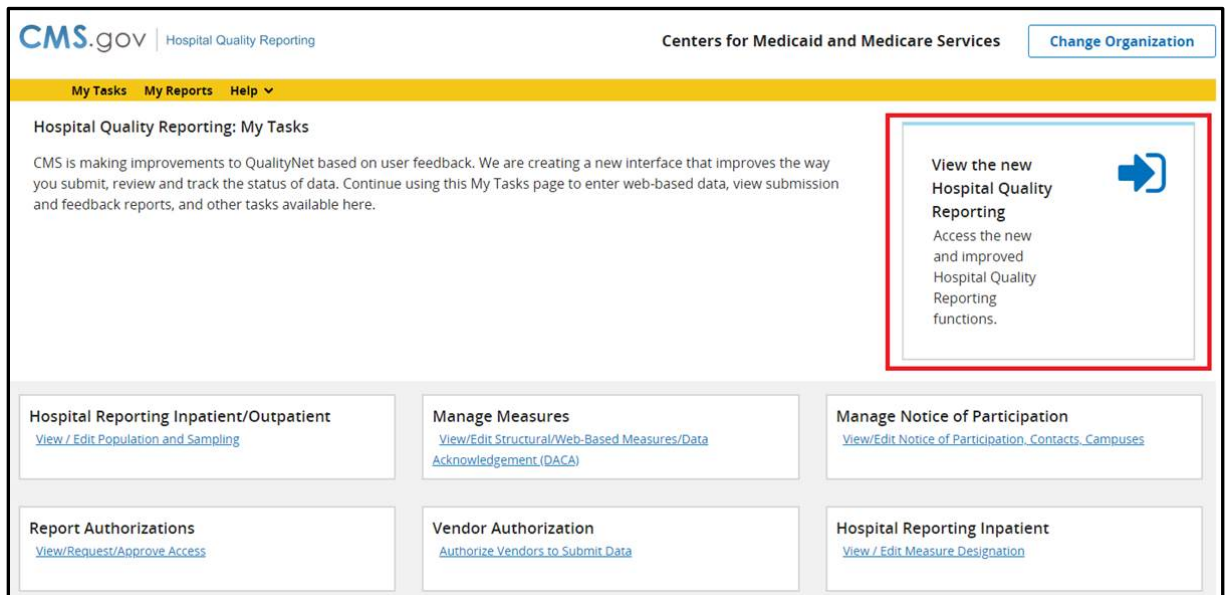 CMS.gov | Hospital Quality Reporting
Centers for Medicaid and Medicare Services
Change Organization
My Tasks My Reports Help
Hospital Quality Reporting: My Tasks
CMS is making improvements to QualityNet based on user feedback. We are creating a new interface that improves the way
you submit, review and track the status of data. Continue using this My Tasks page to enter web-based data, view submission
and feedback reports, and other tasks available here.
View the new
Hospital Quality
Reporting
Access the new
and improved
Hospital Quality
Reporting
functions.
Hospital Reporting Inpatient/Outpatient
View / Edit Population and Sampling
Manage Measures
View/Edit Structural/Web-Based Measures/Data
Acknowledgement (DACA)
Manage Notice of Participation
View/Edit Notice of Participation, Contacts, Campuses
Report Authorizations
View/Request/Approve Access
Vendor Authorization
Authorize Vendors to Submit Data
Hospital Reporting Inpatient
View / Edit Measure Designation